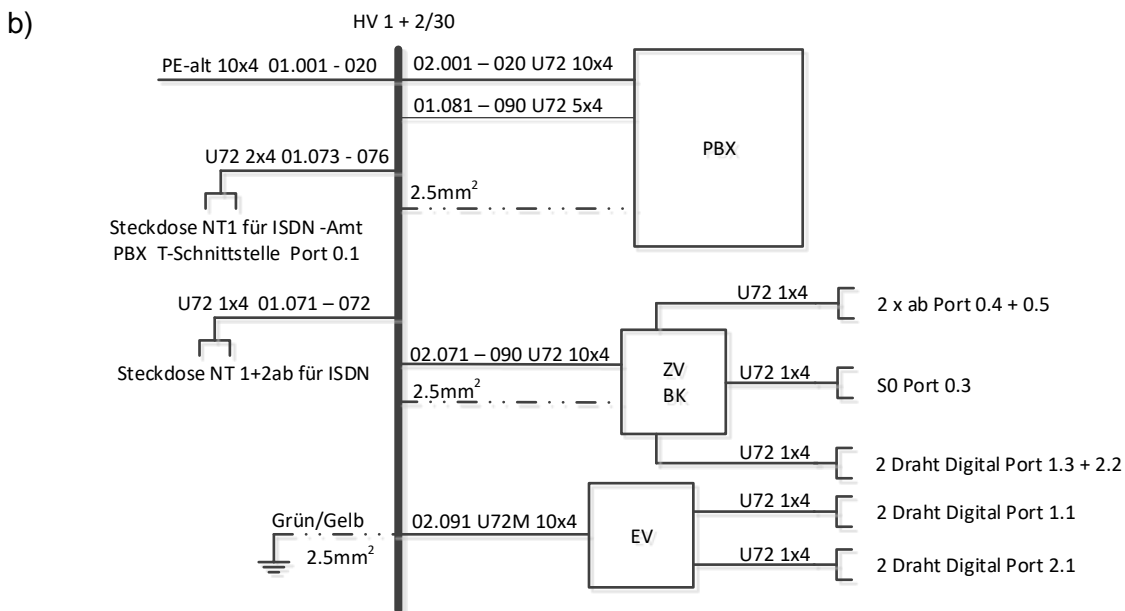 b)
HV 1 + 2/30
PE-alt 10x4 01.001 - 020
02.001 – 020 U72 10x4
01.081 – 090 U72 5x4
PBX
U72 2x4 01.073 - 076
2.5mm²
Steckdose NT1 für ISDN -Amt
PBX T-Schnittstelle Port 0.1
U72 1x4 01.071 – 072
U72 1x4
2 x ab Port 0.4 + 0.5
Steckdose NT 1+2ab für ISDN
02.071 – 090 U72 10x4
2.5mm²
ZV
BK
U72 1x4
S0 Port 0.3
U72 1x4
2 Draht Digital Port 1.3 + 2.2
Grün/Gelb
2.5mm²
02.091 U72M 10x4
EV
U72 1x4
2 Draht Digital Port 1.1
U72 1x4
2 Draht Digital Port 2.1